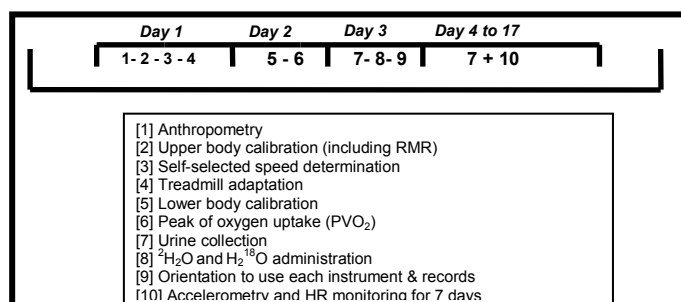 Day 1 Day 2 Day 3 Day 4 to 17
1- 2 - 3 - 4 5 - 6 7- 8- 9 7 + 10
[1] Anthropometry
[2] Upper body calibration (including RMR)
[3] Self-selected speed determination
[4] Treadmill adaptation
[5] Lower body calibration
[6] Peak of oxygen uptake (PVO₂)
[7] Urine collection
[8] ²H₂O and H₂¹⁸O administration
[9] Orientation to use each instrument & records
[10] Accelerometry and HR monitoring for 7 days